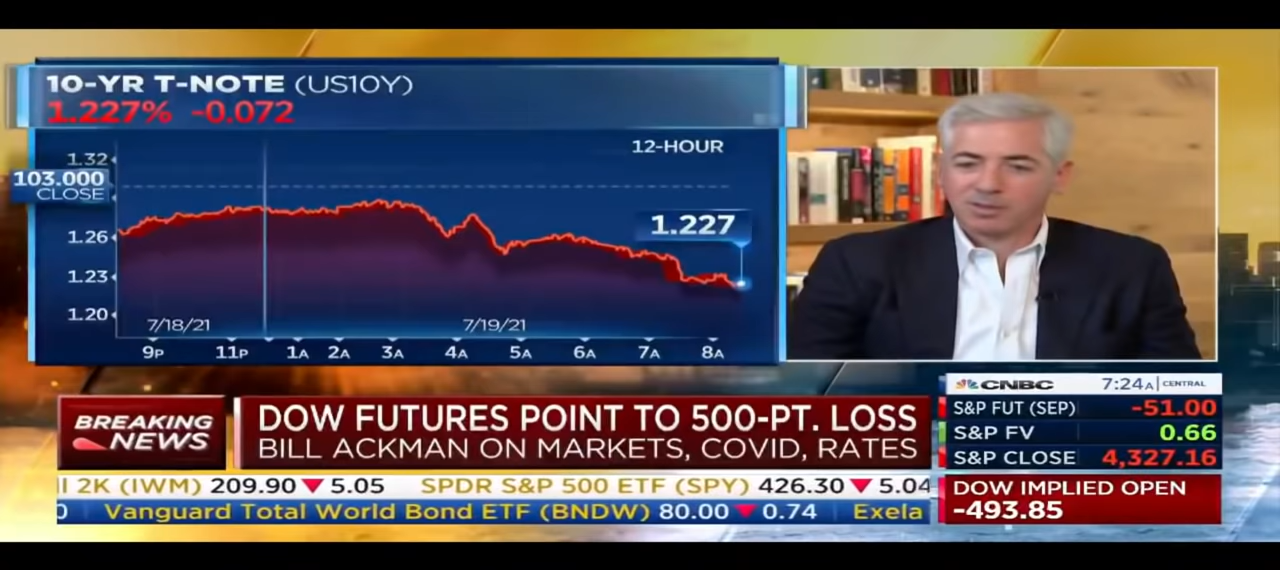 10-YR T-NOTE (US10Y)
1.227% -0.072
12-HOUR
1.32
103.000
CLOSE
1.227
1.26
1.23
1.20
7/18/21 7/19/21
9P 11P 1A 2A 3A 4A 5A 6A 7A 8A
BREAKING
NEWS
DOW FUTURES POINT TO 500-PT. LOSS
BILL ACKMAN ON MARKETS, COVID, RATES
CNBC 7:24A CENTRAL
S&P FUT (SEP) -51.00
S&P FV 0.66
S&P CLOSE 4,327.16
DOW IMPLIED OPEN
-493.85
2K (IWM) 209.90 ▼ 5.05 SPDR S&P 500 ETF (SPY) 426.30 ▼ 5.04
Vanguard Total World Bond ETF (BNDW) 80.00 ▼ 0.74 Exela